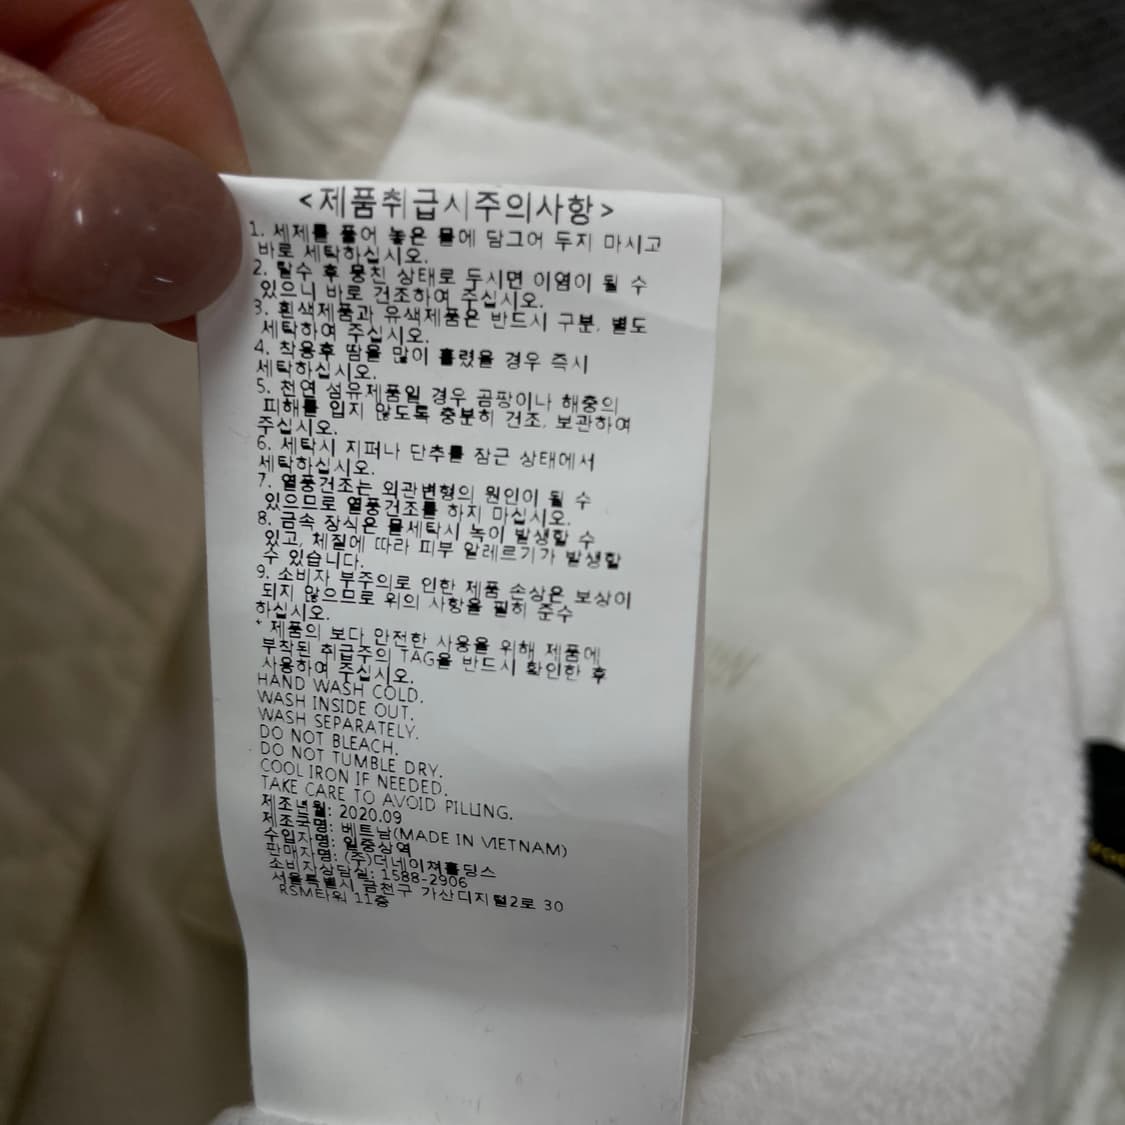 <제품취급시주의사항>
1. 세제를 풀어 놓은 물에 담그어 두지 마시고
바로 세탁하십시오.
2. 탈수 후 뭉친 상태로 두시면 이염이 될 수
있으니 바로 건조하여 주십시오.
3. 흰색제품과 유색제품은 반드시 구분, 별도
세탁하여 주십시오.
4. 착용후 땀을 많이 흘렸을 경우 즉시
세탁하십시오.
5. 천연 섬유제품일 경우 곰팡이나 해충의
피해를 입지 않도록 충분히 건조, 보관하여
주십시오.
6. 세탁시 지퍼나 단추를 잠근 상태에서
세탁하십시오.
7. 열풍건조는 외관변형의 원인이 될 수
있으므로 열풍건조를 하지 마십시오.
8. 금속 장식은 물세탁시 녹이 발생할 수
있고, 체질에 따라 피부 알레르기가 발생할
수 있습니다.
9. 소비자 부주의로 인한 제품 손상은 보상이
되지 않으므로 위의 사항을 필히 준수
하십시오.
* 제품의 보다 안전한 사용을 위해 제품에
부착된 취급주의 TAG을 반드시 확인한 후
사용하여 주십시오.
HAND WASH COLD.
WASH INSIDE OUT.
WASH SEPARATELY.
DO NOT BLEACH.
DO NOT TUMBLE DRY.
COOL IRON IF NEEDED.
TAKE CARE TO AVOID PILLING.
제조년월: 2020.09
제조국명: 베트남(MADE IN VIETNAM)
수입자명: 일중상역
판매자명: (주)더네이쳐홀딩스
소비자상담실: 1588-2906
서울특별시 금천구 가산디지털2로 30
RSM타워 11층